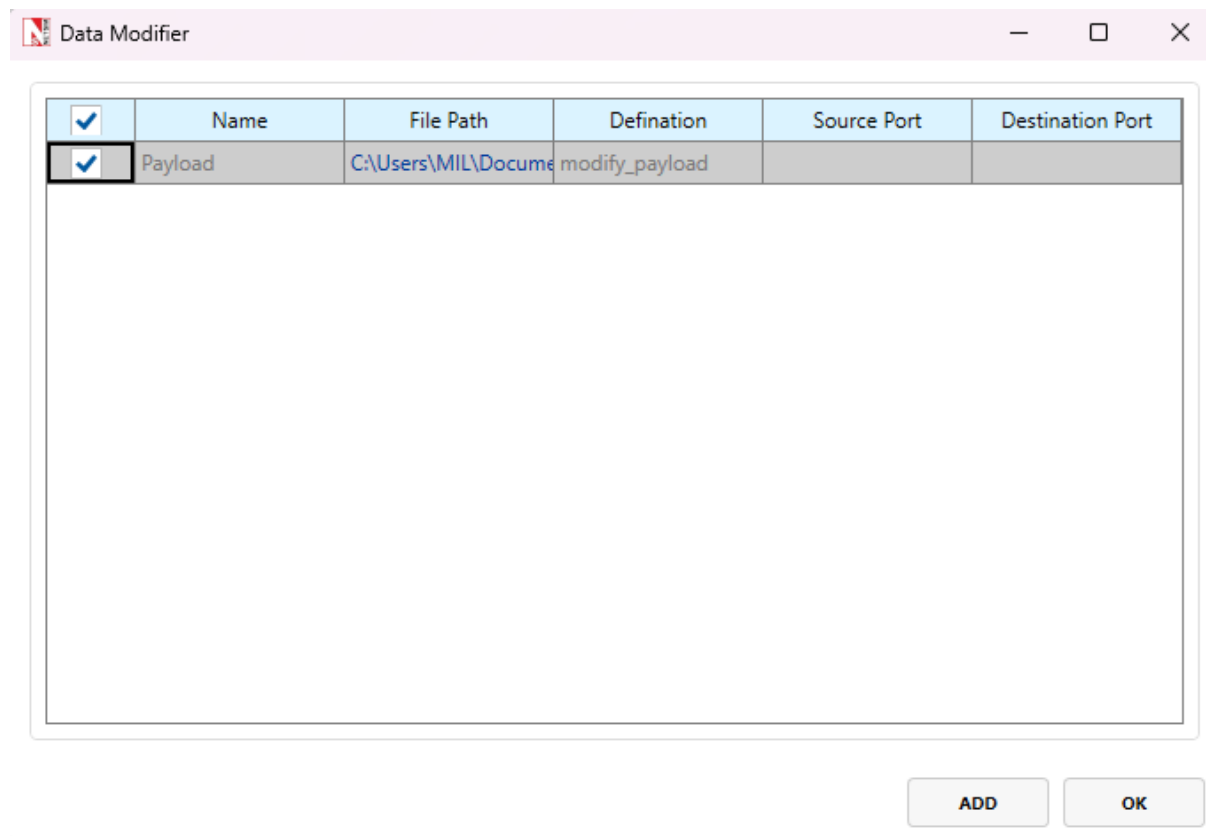 Data Modifier
Name File Path Defination Source Port Destination Port
Payload C:\Users\MIL\Docume modify_payload
ADD OK